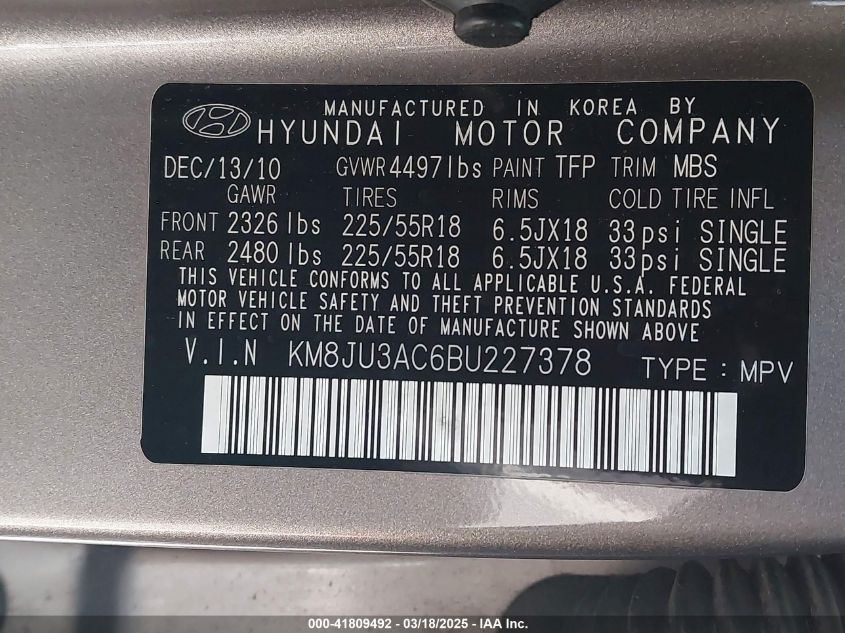 MANUFACTURED IN KOREA BY
HYUNDAI MOTOR COMPANY
DEC/13/10 GVWR 4497lbs PAINT TFP TRIM MBS
GAWR TIRES RIMS COLD TIRE INFL
FRONT 2326 lbs 225/55R18 6.5JX18 33psi SINGLE
REAR 2480 lbs 225/55R18 6.5JX18 33psi SINGLE
THIS VEHICLE CONFORMS TO ALL APPLICABLE U.S.A. FEDERAL
MOTOR VEHICLE SAFETY AND THEFT PREVENTION STANDARDS
IN EFFECT ON THE DATE OF MANUFACTURE SHOWN ABOVE
V.I.N KM8JU3AC6BU227378 TYPE : MPV
000-41809492 - 03/18/2025 - IAA Inc.